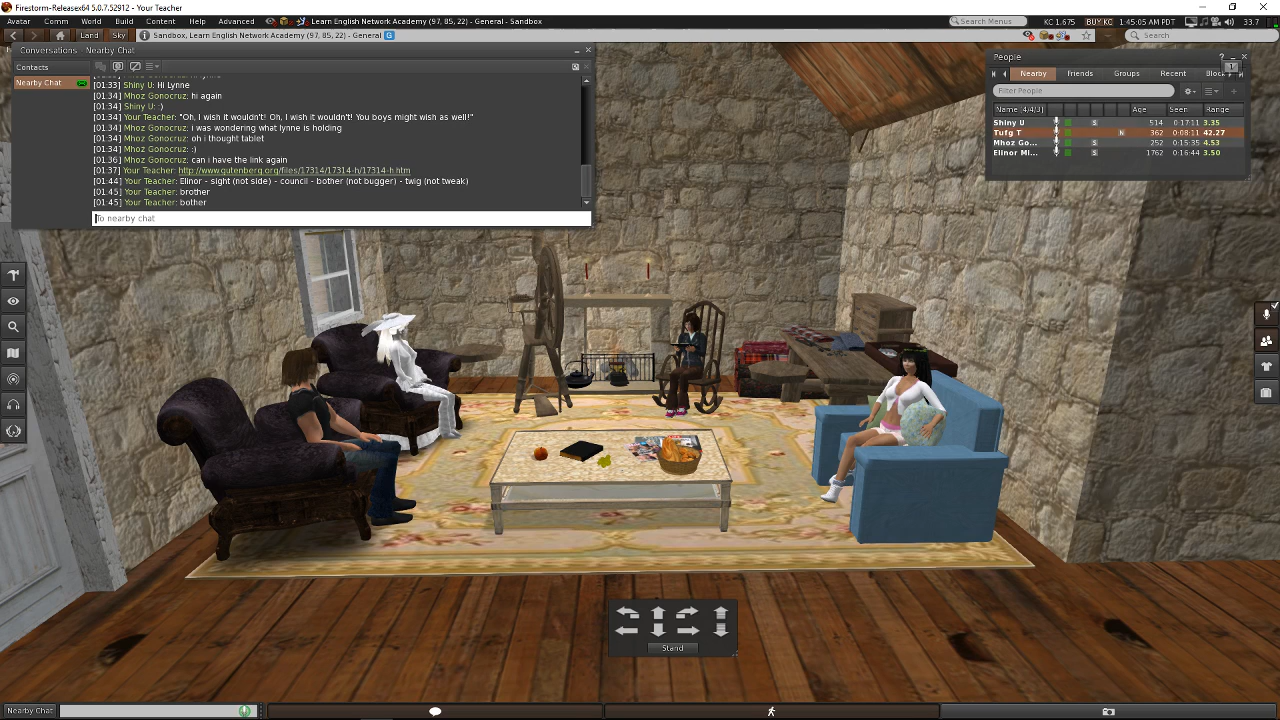 Firestorm-Releasex64 5.0.7.52912 - Your Teacher
Avatar Comm World Build Content Help Advanced Learn English Network Academy (97, 85, 22) - General - Sandbox Search Menus KC 1,675 BUY KC 1:45:05 AM PDT 33.7
Land Sky Sandbox, Learn English Network Academy (97, 85, 22) - General G Search
Conversations - Nearby Chat
Contacts
Nearby Chat
[01:33] Shiny U: Hi Lynne
[01:34] Mhoz Gonocruz: hi again
[01:34] Shiny U: :)
[01:34] Your Teacher: "Oh, I wish it wouldn't! Oh, I wish it wouldn't! You boys might wish as well!"
[01:34] Mhoz Gonocruz: i was wondering what lynne is holding
[01:34] Mhoz Gonocruz: oh i thought tablet
[01:34] Mhoz Gonocruz: :)
[01:36] Mhoz Gonocruz: can i have the link again
[01:37] Your Teacher: http://www.gutenberg.org/files/17314/17314-h/17314-h.htm
[01:44] Your Teacher: Elinor - sight (not side) - council - bother (not bugger) - twig (not tweak)
[01:45] Your Teacher: brother
[01:45] Your Teacher: bother
To nearby chat
People
? 1
Nearby Friends Groups Recent Bloc
Filter People
Name [4/4/3] Age Seen Range
Shiny U S 514 0:17:11 3.35
Tufg T N 362 0:08:11 42.27
Mhoz Go... S 252 0:15:35 4.53
Elinor Mi... S 1762 0:16:44 3.50
Stand
Nearby Chat